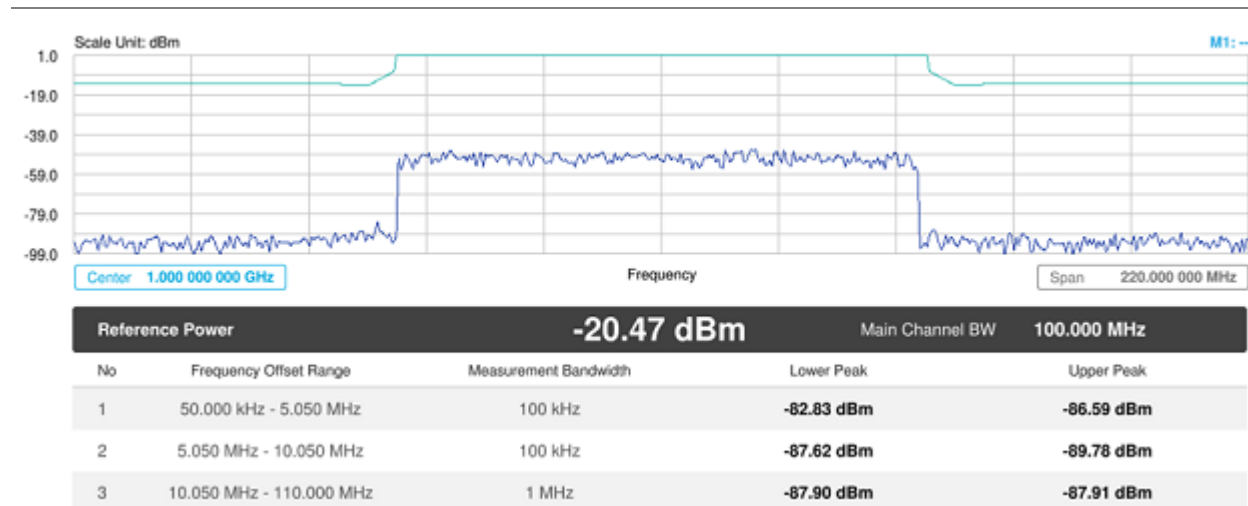 Scale Unit: dBm M1: --
1.0
-19.0
-39.0
-59.0
-79.0
-99.0
Center 1.000 000 000 GHz Frequency Span 220.000 000 MHz
Reference Power -20.47 dBm Main Channel BW 100.000 MHz
No Frequency Offset Range Measurement Bandwidth Lower Peak Upper Peak
1 50.000 kHz - 5.050 MHz 100 kHz -82.83 dBm -86.59 dBm
2 5.050 MHz - 10.050 MHz 100 kHz -87.62 dBm -89.78 dBm
3 10.050 MHz - 110.000 MHz 1 MHz -87.90 dBm -87.91 dBm